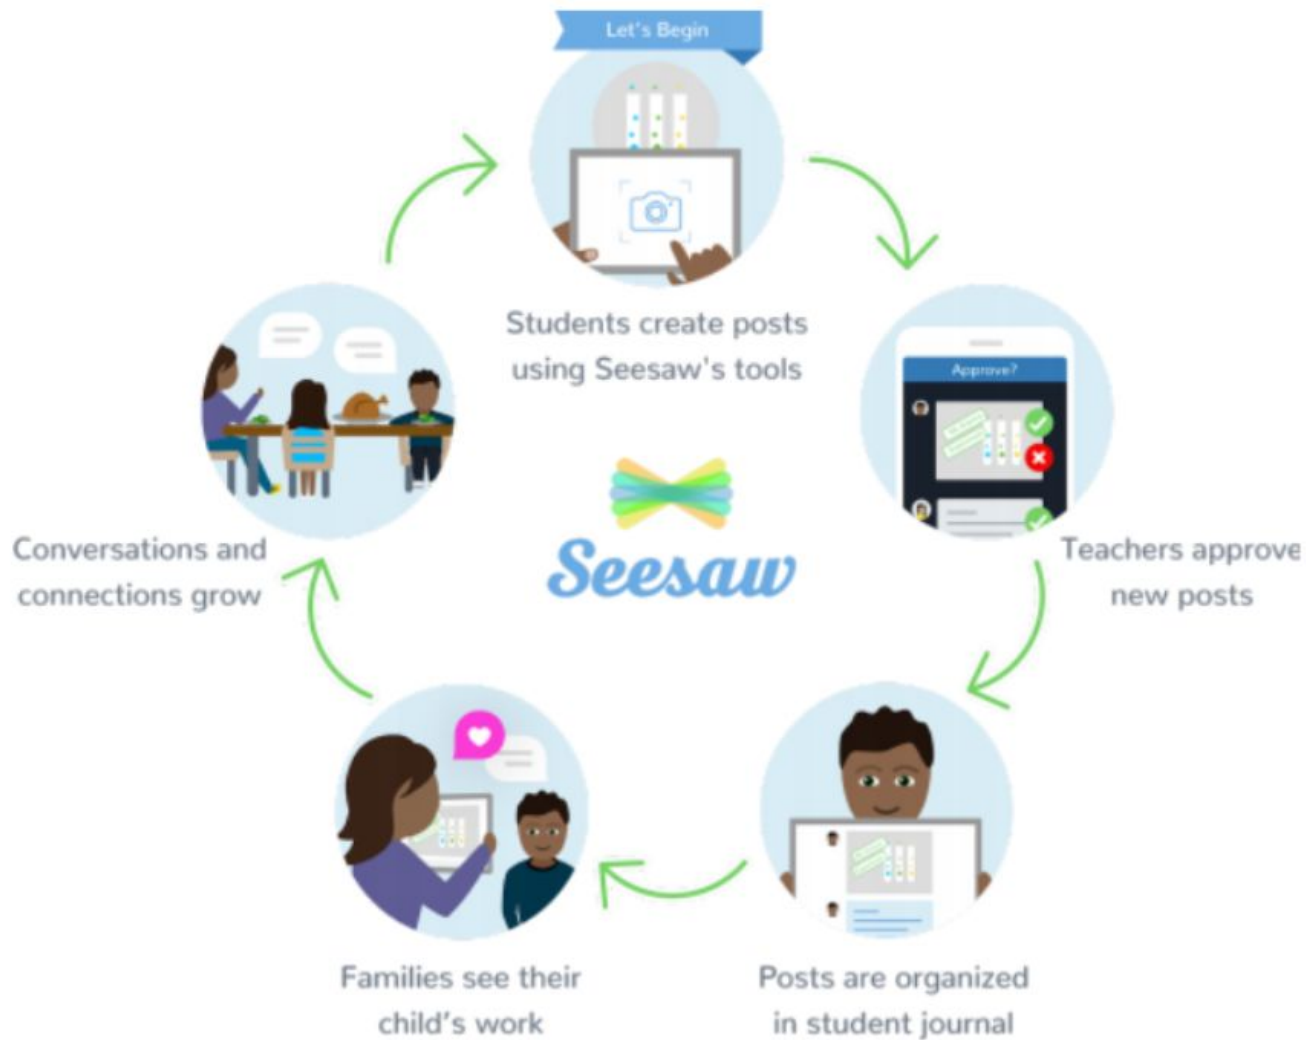 Let's Begin
Students create posts
using Seesaw's tools
Approve?
Teachers approve
new posts
Seesaw
Conversations and
connections grow
Families see their
child's work
Posts are organized
in student journal